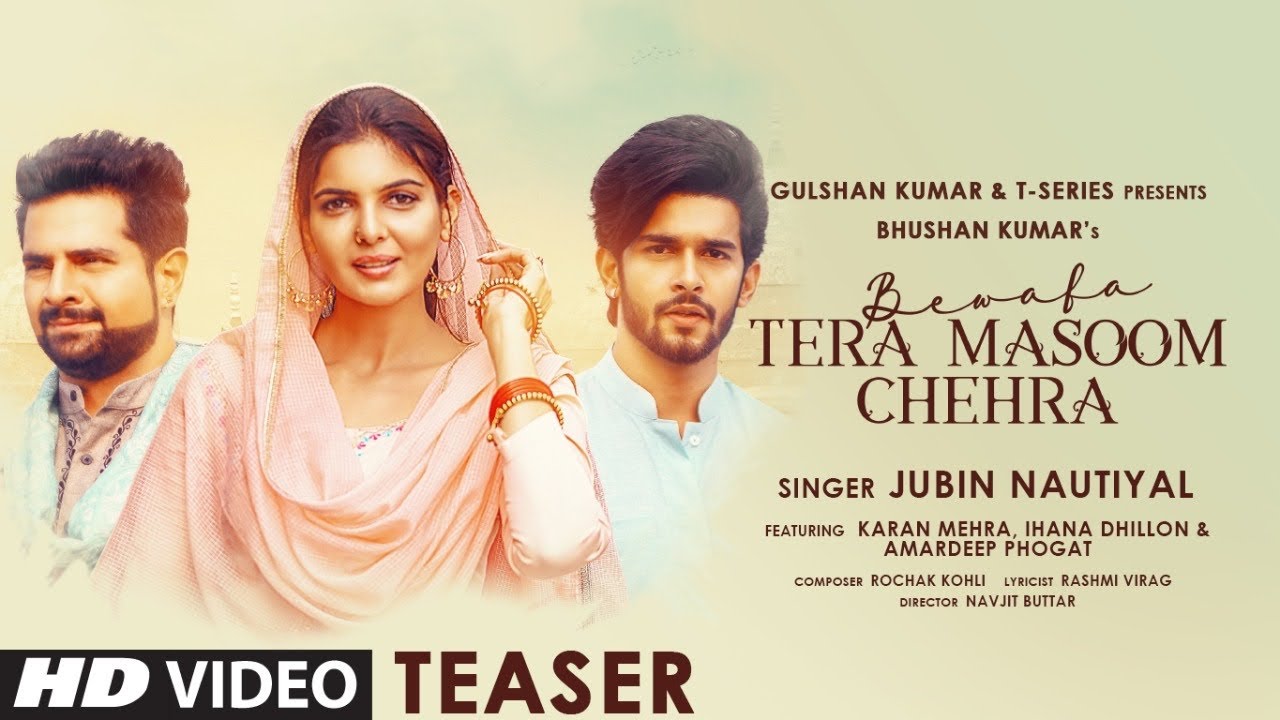 GULSHAN KUMAR & T-SERIES PRESENTS
BHUSHAN KUMAR's
Bewafa
TERA MASOOM
CHEHRA
SINGER JUBIN NAUTIYAL
FEATURING KARAN MEHRA, IHANA DHILLON &
AMARDEEP PHOGAT
COMPOSER ROCHAK KOHLI LYRICIST RASHMI VIRAG
DIRECTOR NAVJIT BUTTAR
HD VIDEO TEASER